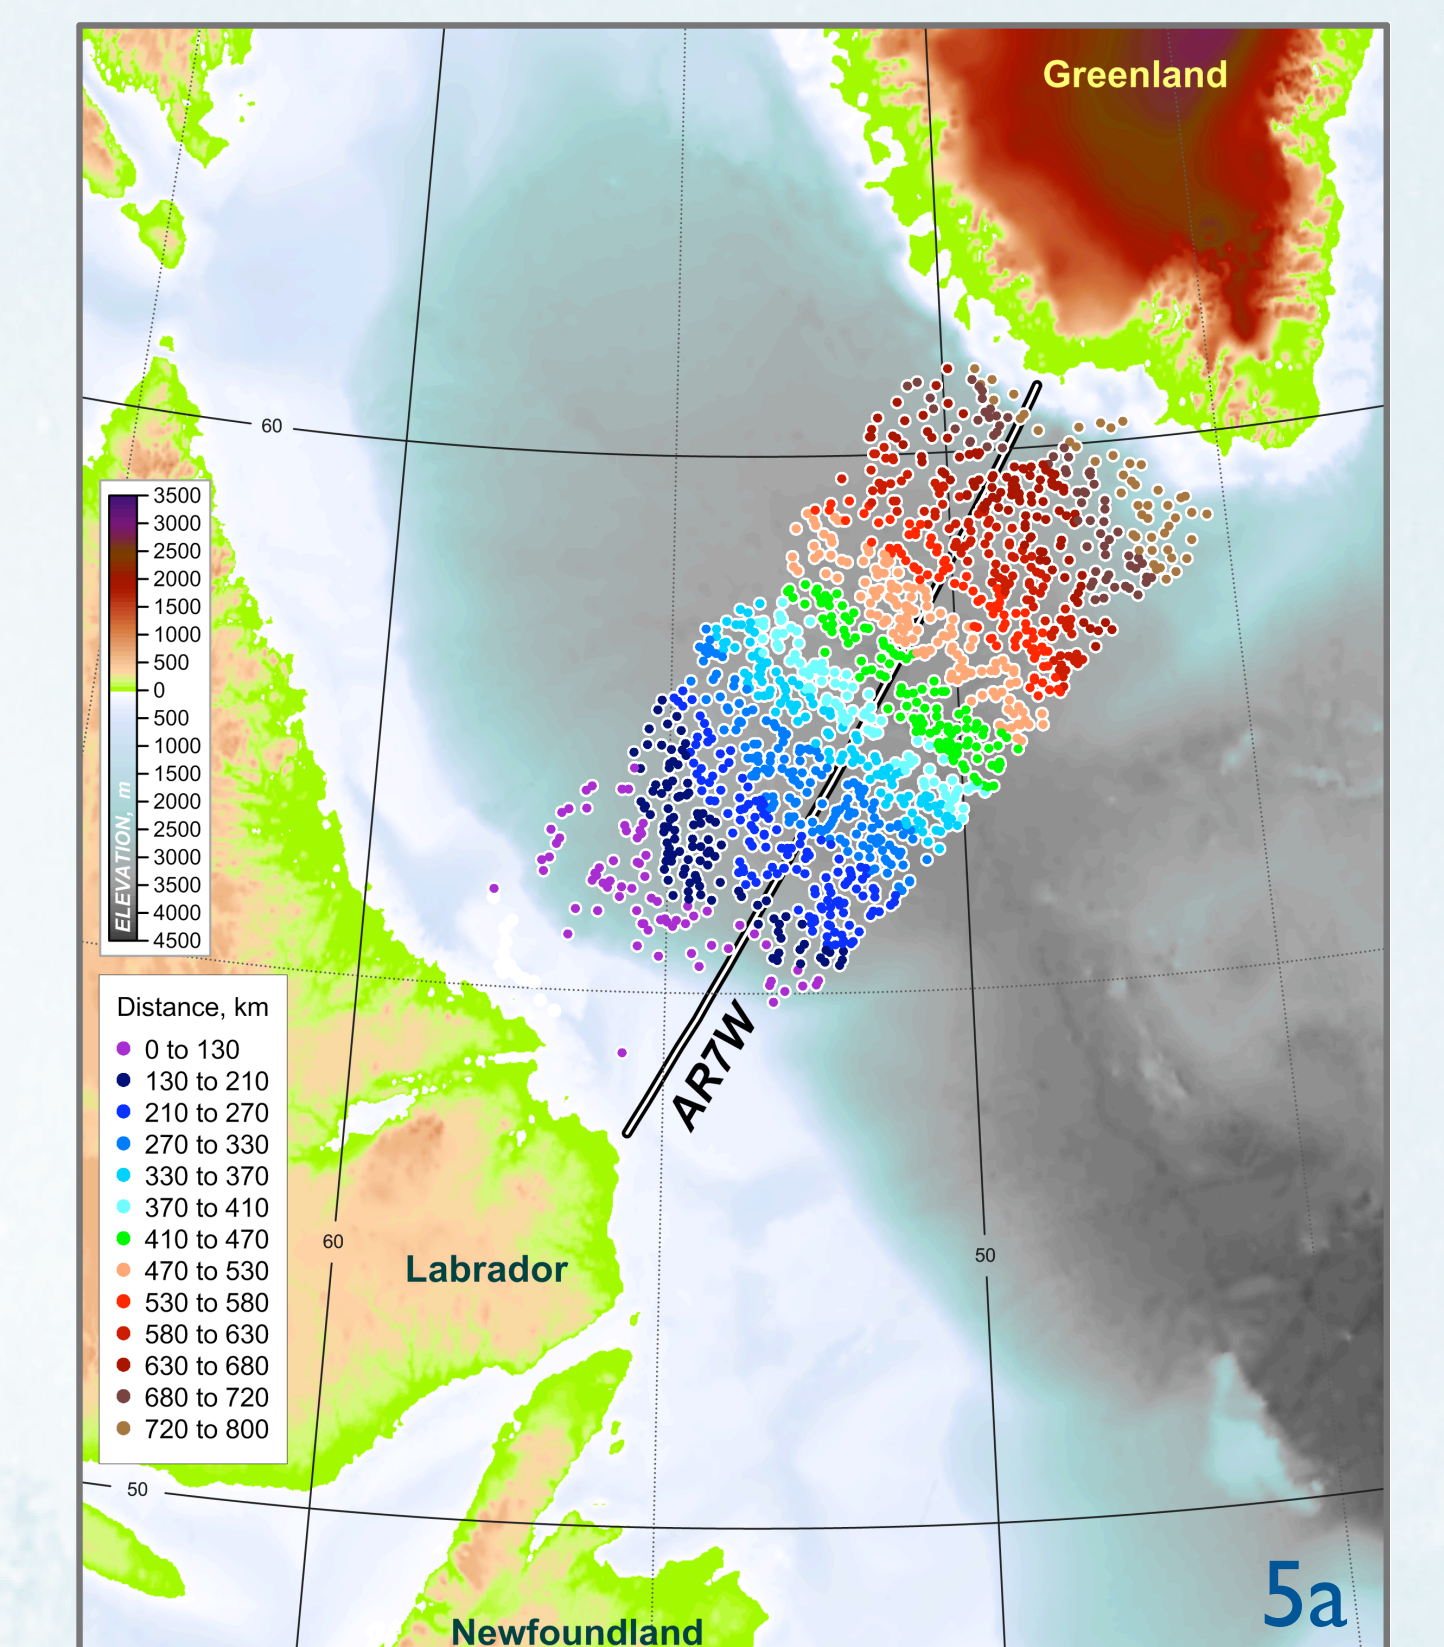 Greenland
60
3500
3000
2500
2000
1500
1000
500
0
500
1000
1500
2000
2500
3000
3500
4000
4500
ELEVATION, m
Distance, km
0 to 130
130 to 210
210 to 270
270 to 330
330 to 370
370 to 410
410 to 470
470 to 530
530 to 580
580 to 630
630 to 680
680 to 720
720 to 800
AR7W
60
50
Labrador
50
5a
Newfoundland